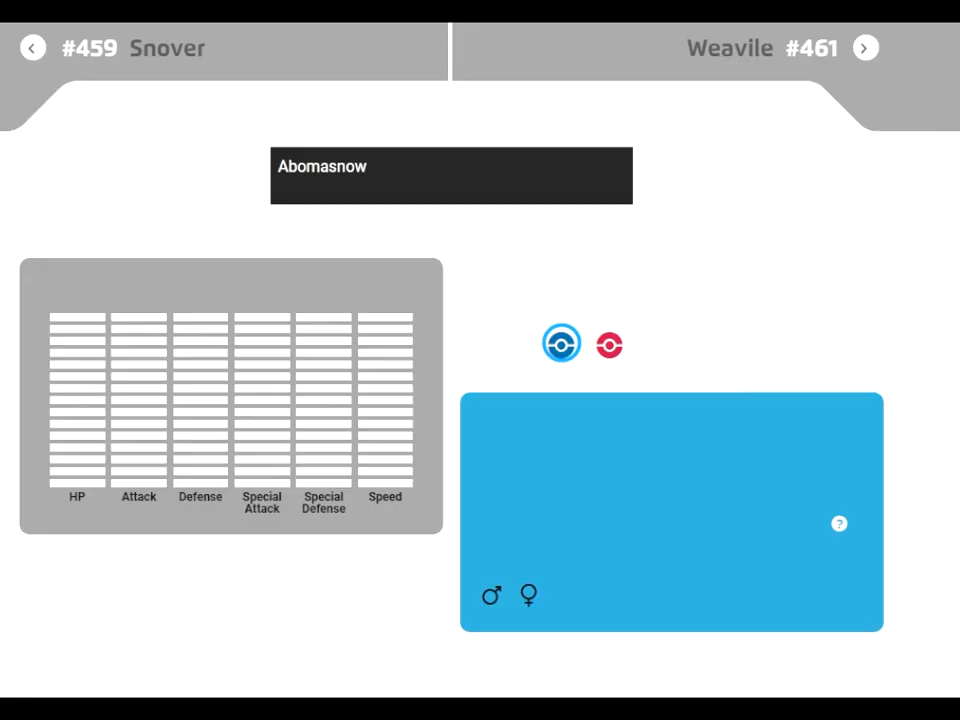 #459 Snover
Weavile #461
Abomasnow
HP
Attack
Defense
Special
Attack
Special
Defense
Speed
?